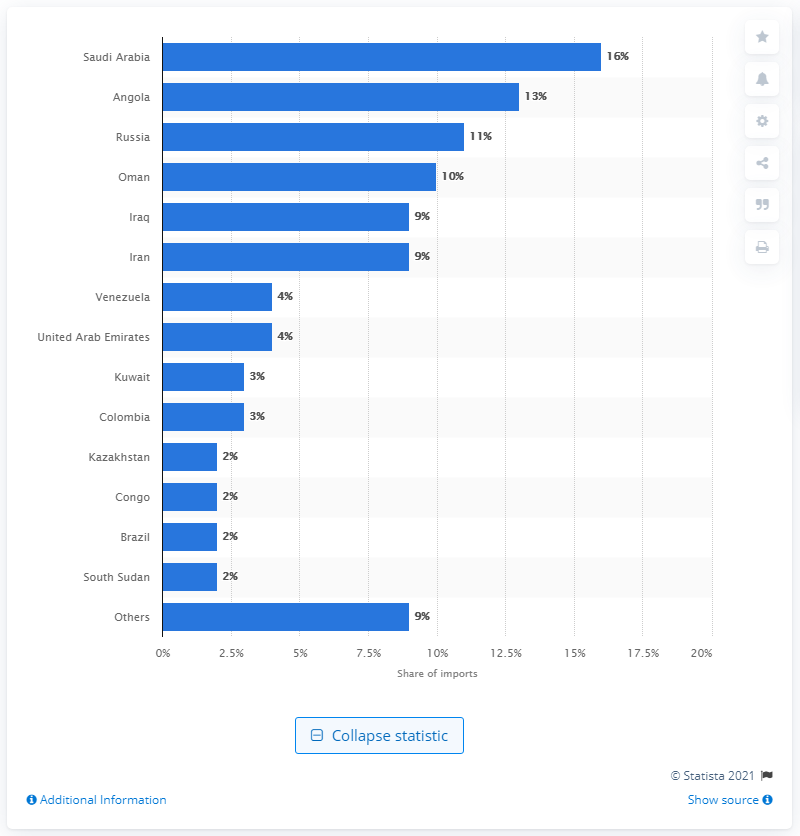 Saudi Arabia 16%
Angola 13%
Russia 11%
Oman 10%
Iraq 9%
Iran 9%
Venezuela 4%
United Arab Emirates 4%
Kuwait 3%
Colombia 3%
Kazakhstan 2%
Congo 2%
Brazil 2%
South Sudan 2%
Others 9%
0% 2.5% 5% 7.5% 10% 12.5% 15% 17.5% 20%
Share of imports
Collapse statistic
© Statista 2021
Additional Information
Show source